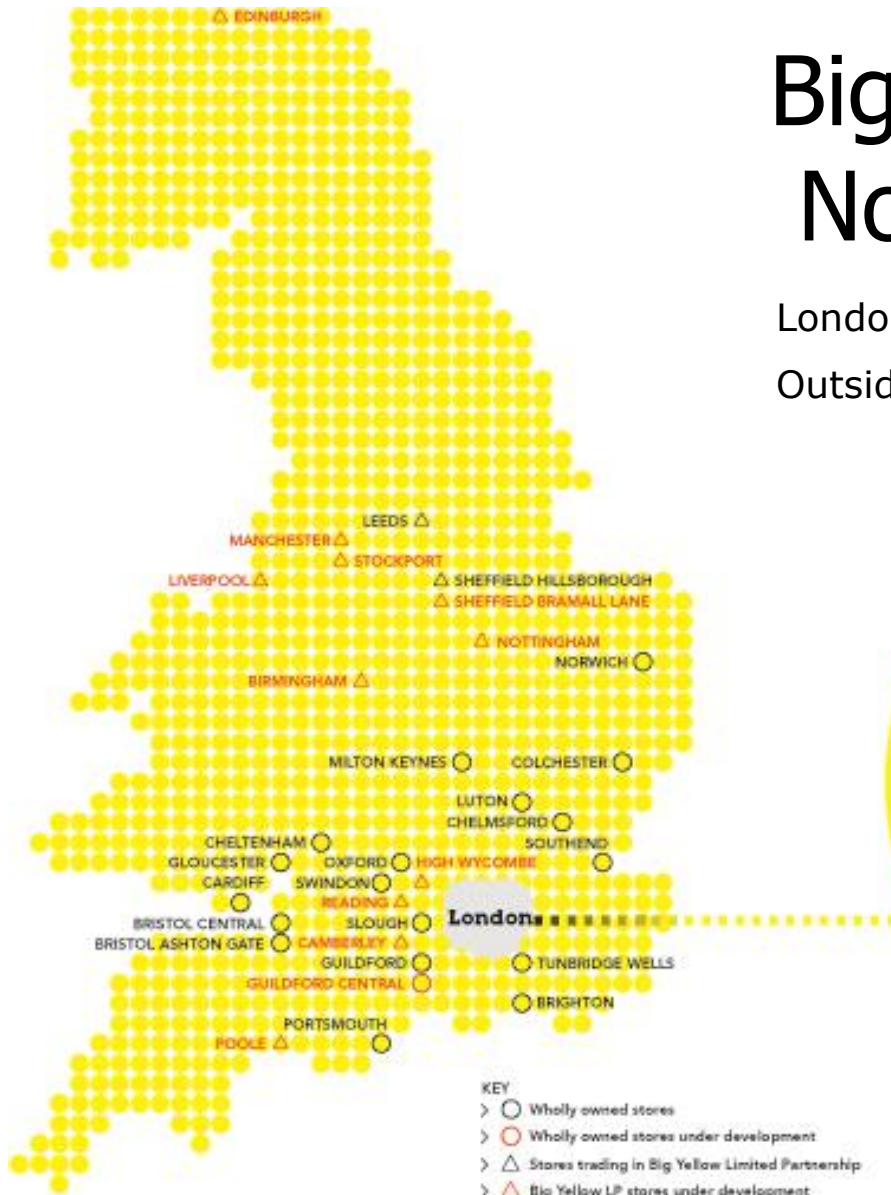 EDINBURGH
Big
No
Londo
Outsid
LEEDS
MANCHESTER
STOCKPORT
LIVERPOOL
SHEFFIELD HILLSBOROUGH
SHEFFIELD BRAMALL LANE
NOTTINGHAM
NORWICH
BIRMINGHAM
MILTON KEYNES
COLCHESTER
LUTON
CHELMSFORD
CHELTENHAM
SOUTHEND
GLOUCESTER
OXFORD
HIGH WYCOMBE
CARDIFF
SWINDON
READING
BRISTOL CENTRAL
SLOUGH
London
BRISTOL ASHTON GATE
CAMBERLEY
GUILDFORD
TUNBRIDGE WELLS
GUILDFORD CENTRAL
BRIGHTON
PORTSMOUTH
POOLE
KEY
> Wholly owned stores
> Wholly owned stores under development
> Stores trading in Big Yellow Limited Partnership
> Big Yellow LP stores under development